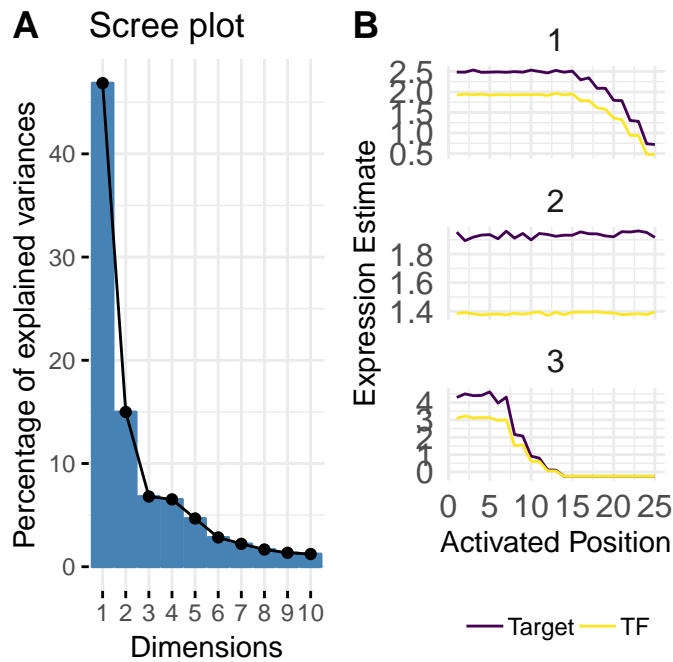 A
Scree plot
Percentage of explained variances
40
30
20
10
0
1 2 3 4 5 6 7 8 9 10
Dimensions
B
Expression Estimate
1
2.5
2.0
1.5
1.0
0.5
2
1.8
1.6
1.4
3
4
3
2
1
0
0 5 10 15 20 25
Activated Position
Target TF